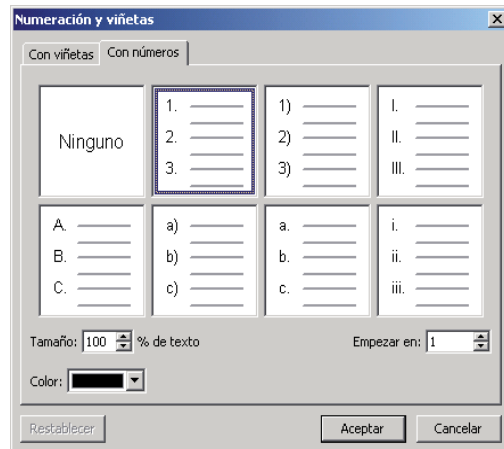 Numeración y viñetas
Con viñetas Con números
Ninguno
1.
2.
3.
1)
2)
3)
I.
II.
III.
A.
B.
C.
a)
b)
c)
a.
b.
c.
i.
ii.
iii.
Tamaño: 100 % de texto Empezar en: 1
Color:
Restablecer Aceptar Cancelar